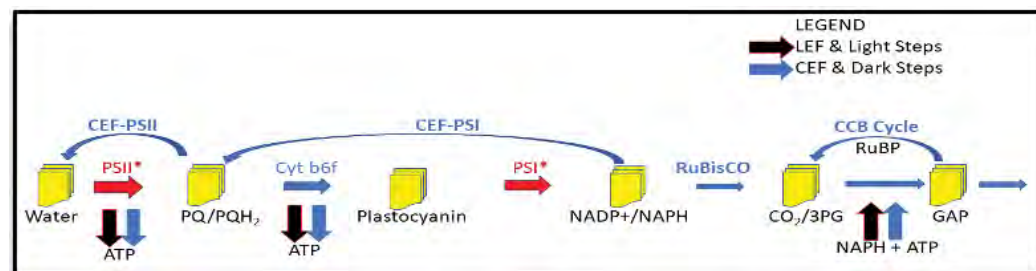 LEGEND
LEF & Light Steps
CEF & Dark Steps
CEF-PSII
CEF-PSI
CCB Cycle
RuBP
PSII*
Cyt b6f
PSI*
RuBisCO
Water
PQ/PQH₂
Plastocyanin
NADP+/NAPH
CO₂/3PG
GAP
ATP
ATP
NAPH + ATP